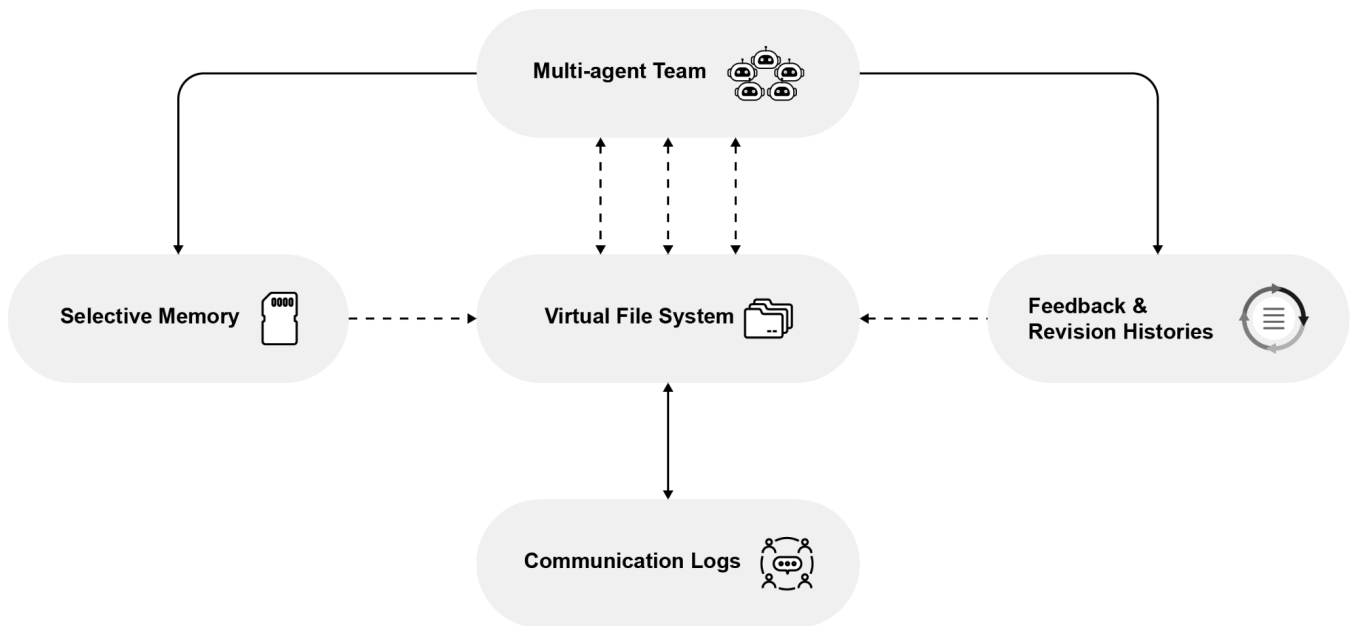 Multi-agent Team
Selective Memory
Virtual File System
Feedback &
Revision Histories
Communication Logs